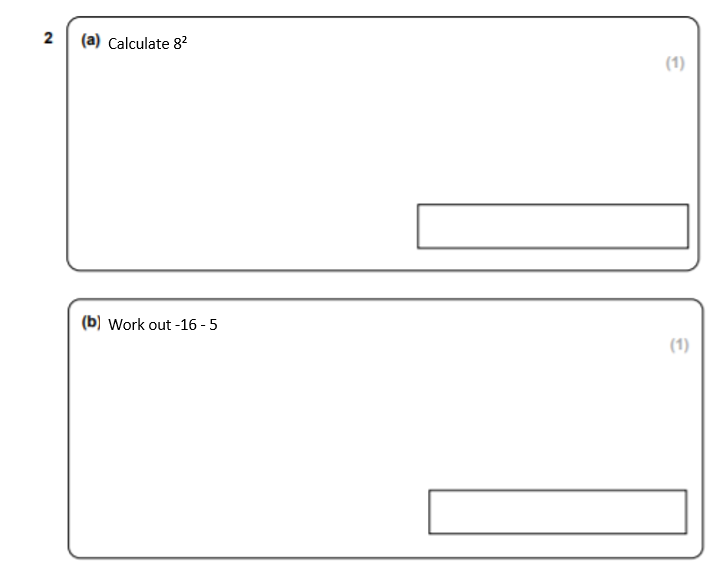 2 (a) Calculate 8²
(1)
(b) Work out -16 - 5
(1)